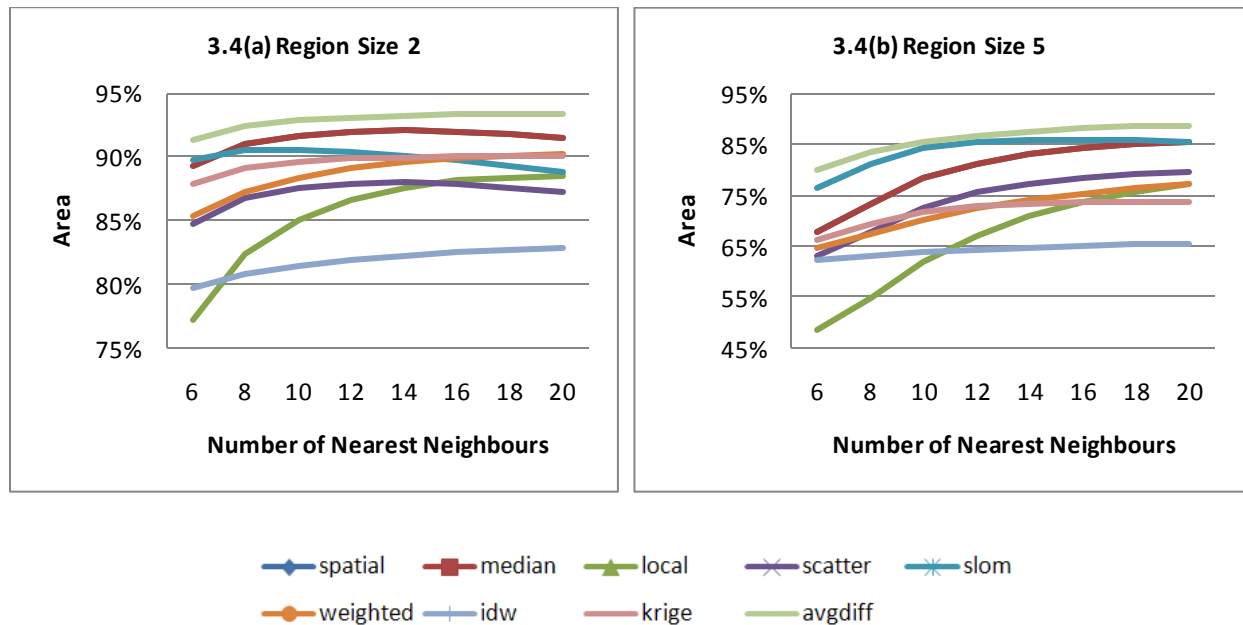 3.4(a) Region Size 2
95%
90%
85%
80%
75%
Area
6 8 10 12 14 16 18 20
Number of Nearest Neighbours
3.4(b) Region Size 5
95%
85%
75%
65%
55%
45%
Area
6 8 10 12 14 16 18 20
Number of Nearest Neighbours
spatial median local scatter slom
weighted idw krige avgdiff